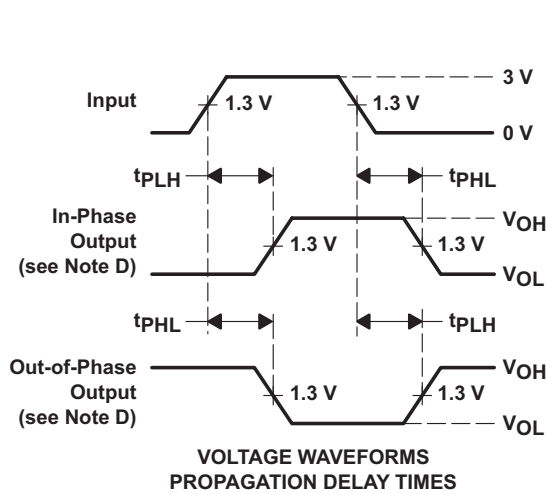 3 V
Input
1.3 V
1.3 V
0 V
tPLH
tPHL
In-Phase
Output
(see Note D)
VOH
1.3 V
1.3 V
VOL
tPHL
tPLH
Out-of-Phase
Output
(see Note D)
VOH
1.3 V
1.3 V
VOL
VOLTAGE WAVEFORMS
PROPAGATION DELAY TIMES